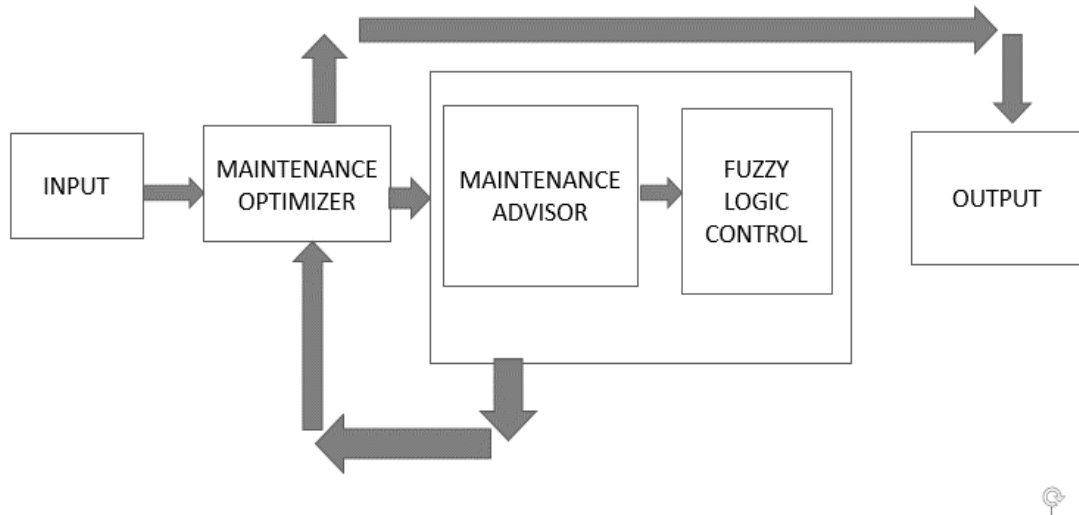 INPUT
MAINTENANCE
OPTIMIZER
MAINTENANCE
ADVISOR
FUZZY
LOGIC
CONTROL
OUTPUT